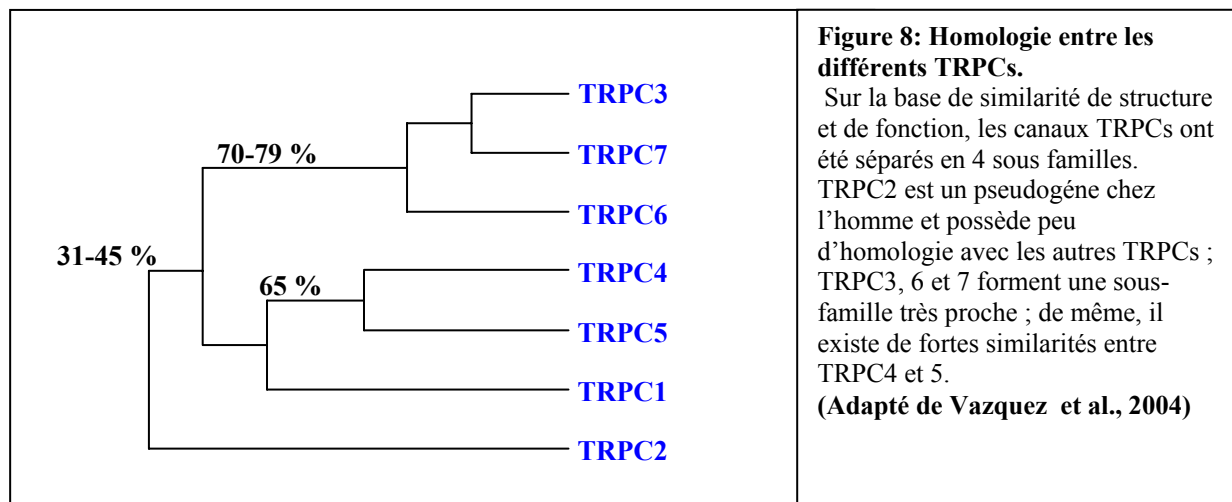 TRPC3
70-79 %
TRPC7
TRPC6
31-45 %
TRPC4
65 %
TRPC5
TRPC1
TRPC2
Figure 8: Homologie entre les
différents TRPCs.
Sur la base de similarité de structure
et de fonction, les canaux TRPCs ont
été séparés en 4 sous familles.
TRPC2 est un pseudogéne chez
l’homme et possède peu
d’homologie avec les autres TRPCs ;
TRPC3, 6 et 7 forment une sous-
famille très proche ; de même, il
existe de fortes similarités entre
TRPC4 et 5.
(Adapté de Vazquez et al., 2004)